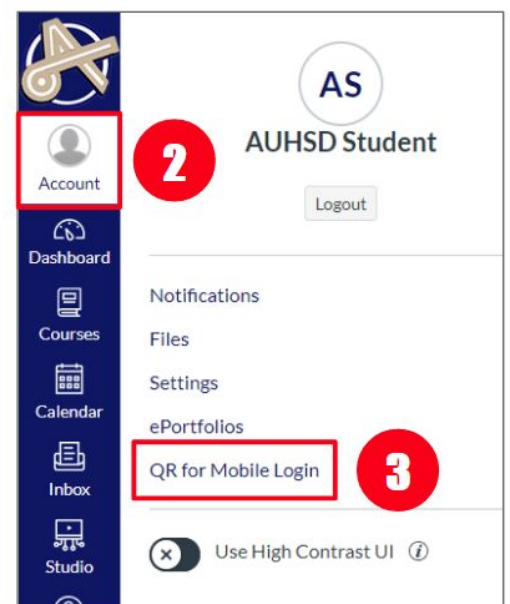 AS
AUHSD Student
Logout
2
Account
Dashboard
Courses
Calendar
Inbox
Studio
Notifications
Files
Settings
ePortfolios
QR for Mobile Login
3
Use High Contrast UI